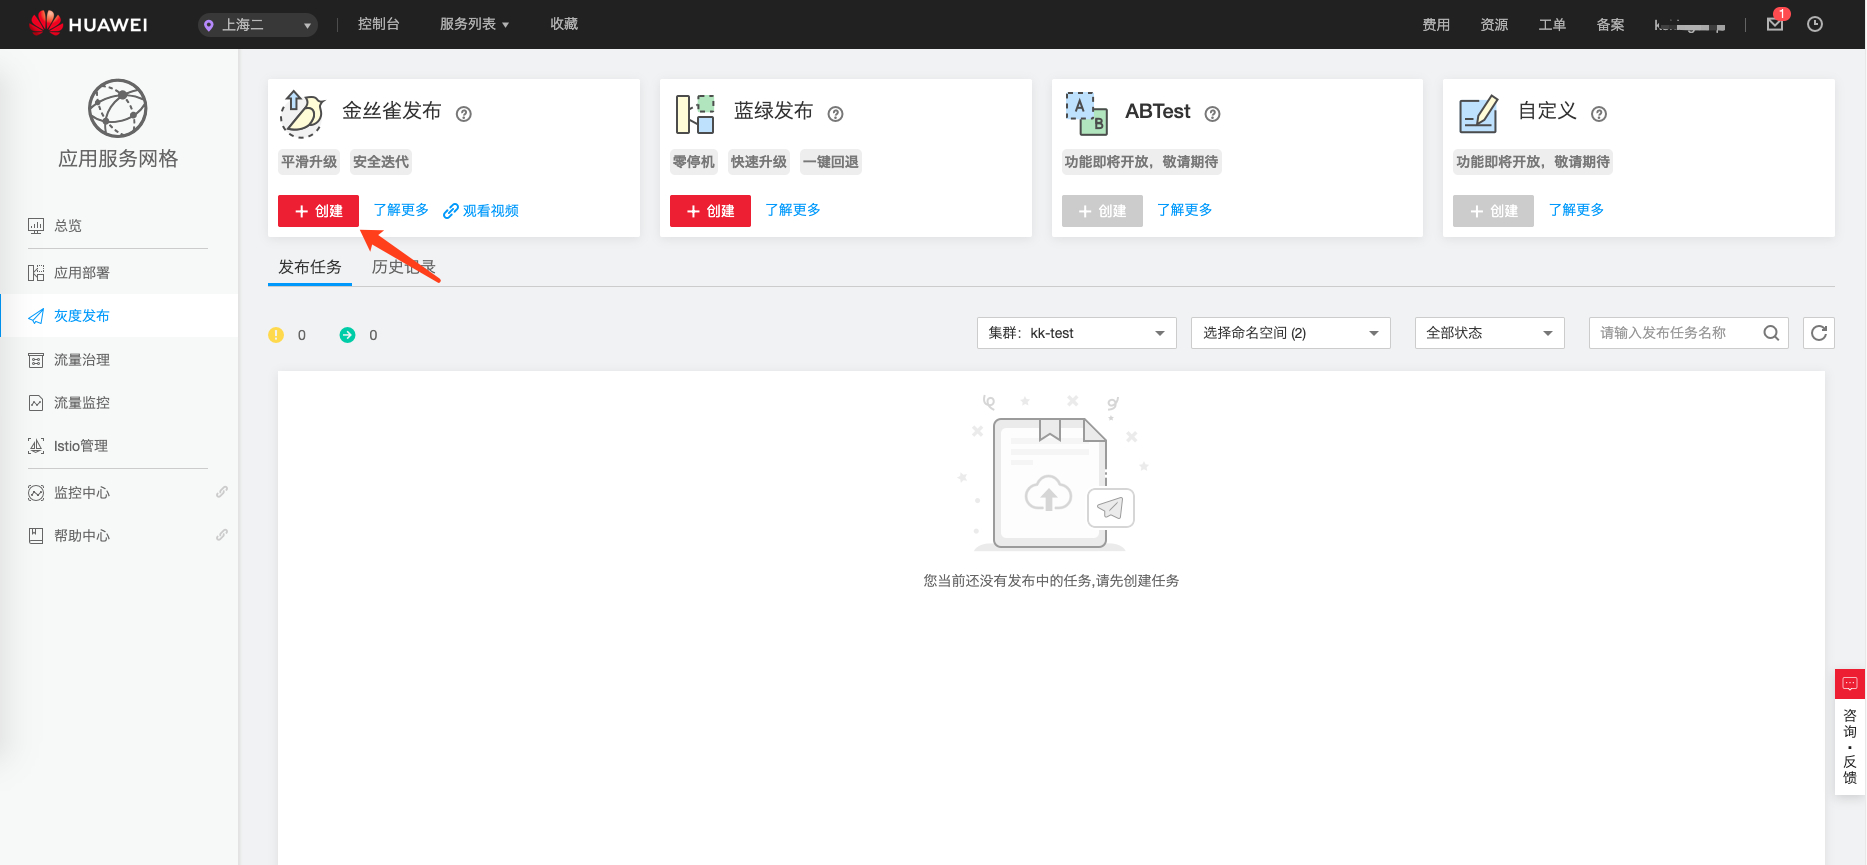 HUAWEI
上海二
控制台
服务列表
收藏
费用
资源
工单
备案
1
应用服务网格
总览
应用部署
灰度发布
流量治理
流量监控
Istio管理
监控中心
帮助中心
金丝雀发布 ?
平滑升级 安全迭代
+ 创建 了解更多 观看视频
蓝绿发布 ?
零停机 快速升级 一键回退
+ 创建 了解更多
A B
ABTest ?
功能即将开放，敬请期待
+ 创建 了解更多
自定义 ?
功能即将开放，敬请期待
+ 创建 了解更多
发布任务 历史记录
! 0 0
集群：kk-test
选择命名空间 (2)
全部状态
请输入发布任务名称
您当前还没有发布中的任务,请先创建任务
咨询·反馈